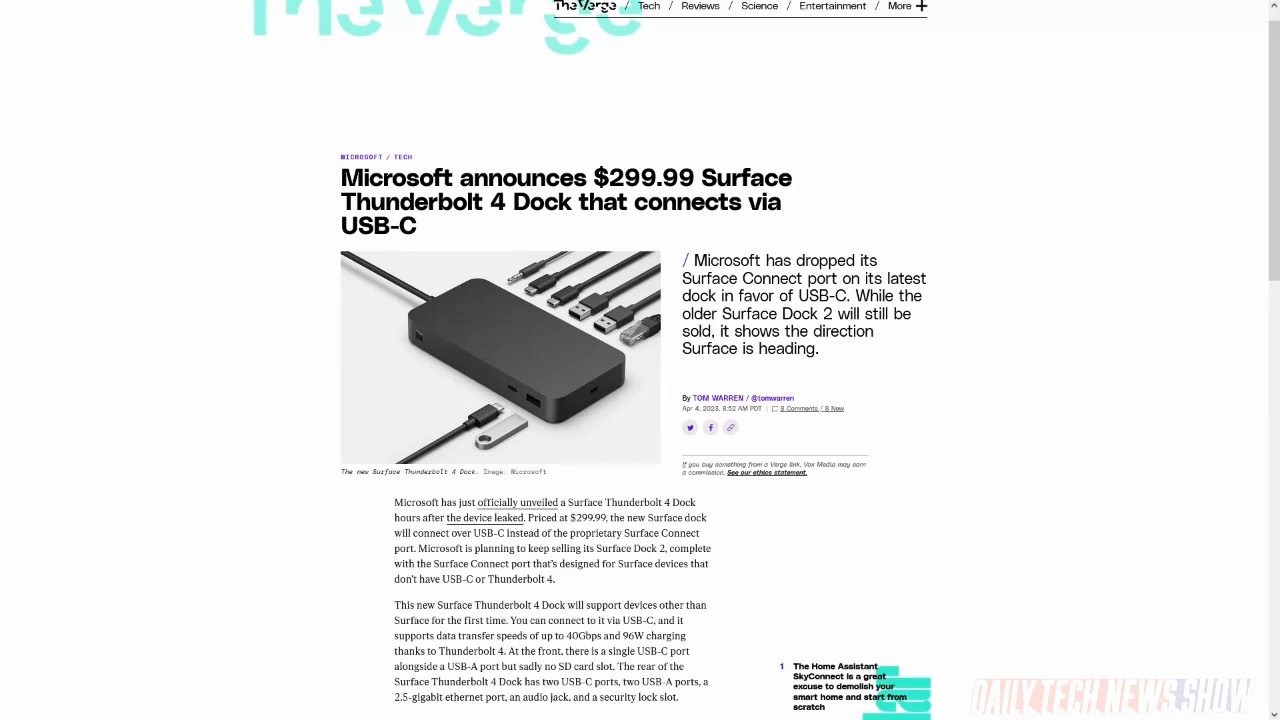 The Verge
TheVerge / Tech / Reviews / Science / Entertainment / More +
MICROSOFT / TECH
Microsoft announces $299.99 Surface
Thunderbolt 4 Dock that connects via
USB-C
/ Microsoft has dropped its
Surface Connect port on its latest
dock in favor of USB-C. While the
older Surface Dock 2 will still be
sold, it shows the direction
Surface is heading.
By TOM WARREN / @tomwarren
Apr 4, 2023, 8:52 AM PDT | 8 Comments / 8 New
If you buy something from a Verge link, Vox Media may earn
a commission. See our ethics statement.
The new Surface Thunderbolt 4 Dock. Image: Microsoft
Microsoft has just officially unveiled a Surface Thunderbolt 4 Dock
hours after the device leaked. Priced at $299.99, the new Surface dock
will connect over USB-C instead of the proprietary Surface Connect
port. Microsoft is planning to keep selling its Surface Dock 2, complete
with the Surface Connect port that's designed for Surface devices that
don't have USB-C or Thunderbolt 4.
This new Surface Thunderbolt 4 Dock will support devices other than
Surface for the first time. You can connect to it via USB-C, and it
supports data transfer speeds of up to 40Gbps and 96W charging
thanks to Thunderbolt 4. At the front, there is a single USB-C port
alongside a USB-A port but sadly no SD card slot. The rear of the
Surface Thunderbolt 4 Dock has two USB-C ports, two USB-A ports, a
2.5-gigabit ethernet port, an audio jack, and a security lock slot.
1 The Home Assistant
SkyConnect is a great
excuse to demolish your
smart home and start from
scratch
DAILY TECH NEWS SHOW